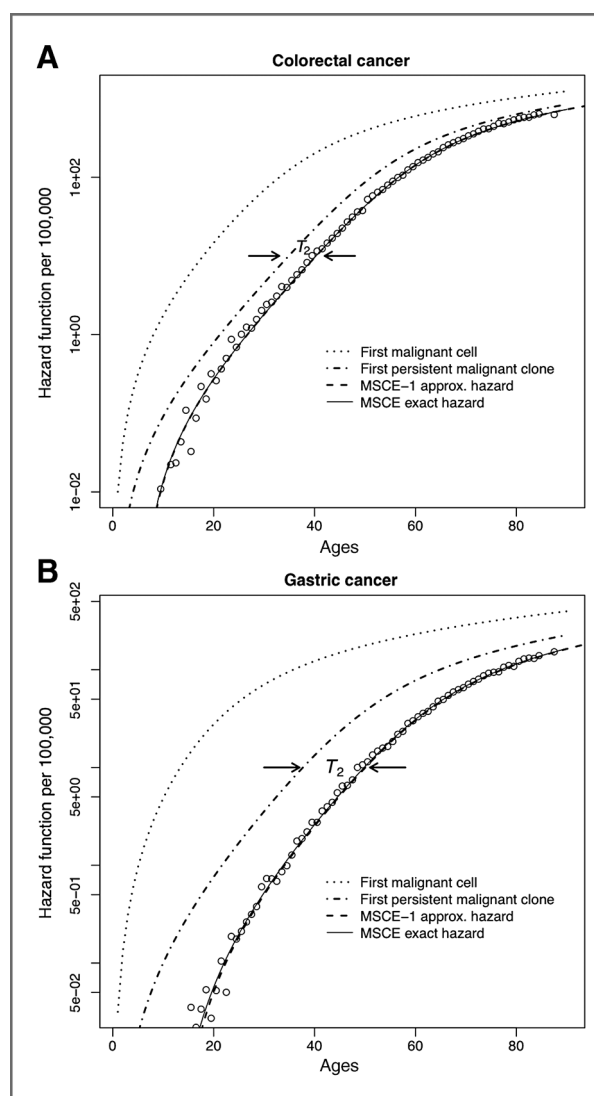 A
Colorectal cancer
Hazard function per 100,000
1e+02
1e+00
1e−02
T2
First malignant cell
First persistent malignant clone
MSCE−1 approx. hazard
MSCE exact hazard
0 20 40 60 80
Ages
B
Gastric cancer
Hazard function per 100,000
5e+02
5e+01
5e+00
5e−01
5e−02
T2
First malignant cell
First persistent malignant clone
MSCE−1 approx. hazard
MSCE exact hazard
0 20 40 60 80
Ages